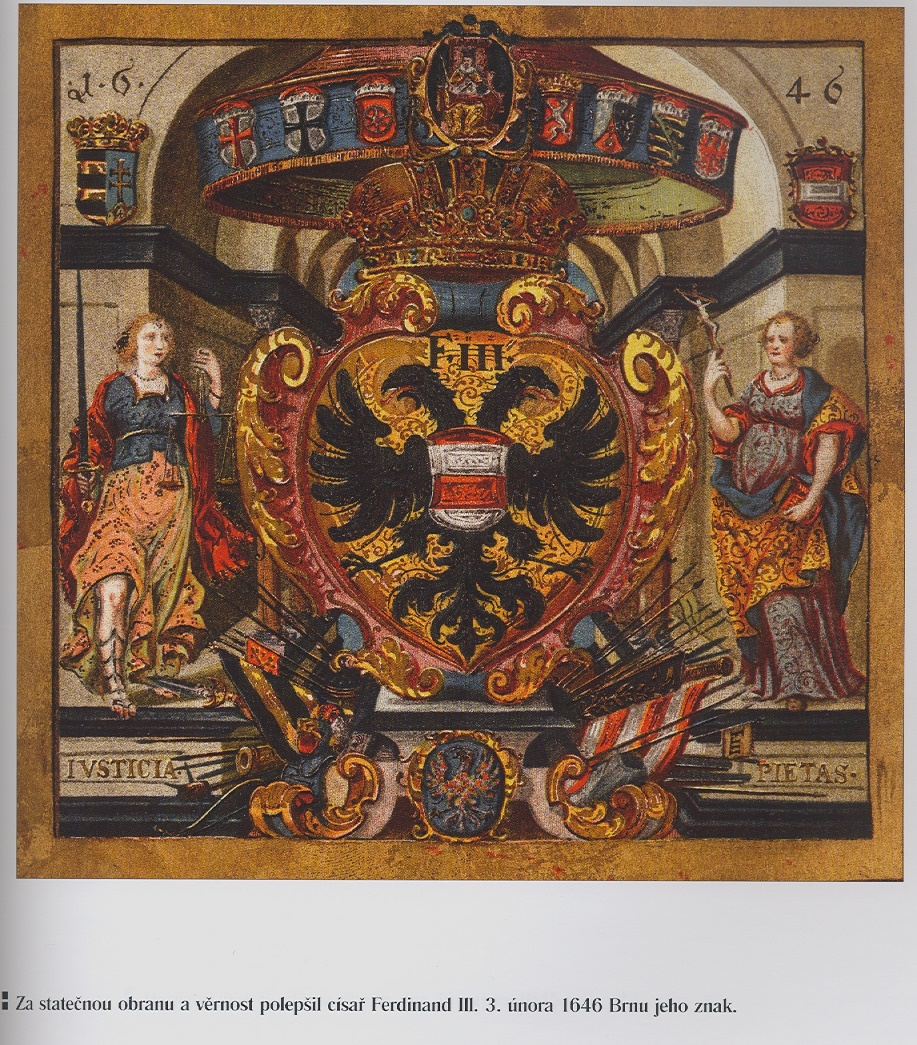 1.6.
46
F·III·
IVSTICIA·
PIETAS·
Za statečnou obranu a věrnost polepšil císař Ferdinand III. 3. února 1646 Brnu jeho znak.